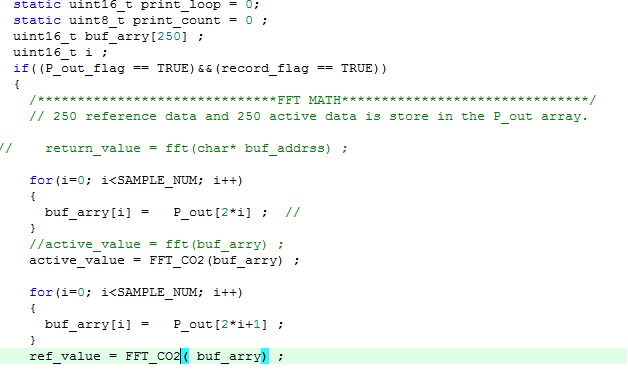 static uint16_t print_loop = 0;
static uint8_t print_count = 0 ;
uint16_t buf_arry[250] ;
uint16_t i ;
if((P_out_flag == TRUE)&&(record_flag == TRUE))
{
/******************************FFT MATH*******************************/
// 250 reference data and 250 active data is store in the P_out array.
// return_value = fft(char* buf_addrss) ;
for(i=0; i<SAMPLE_NUM; i++)
{
buf_arry[i] = P_out[2*i] ; //
}
//active_value = fft(buf_arry) ;
active_value = FFT_CO2(buf_arry) ;
for(i=0; i<SAMPLE_NUM; i++)
{
buf_arry[i] = P_out[2*i+1] ;
}
ref_value = FFT_CO2( buf_arry) ;